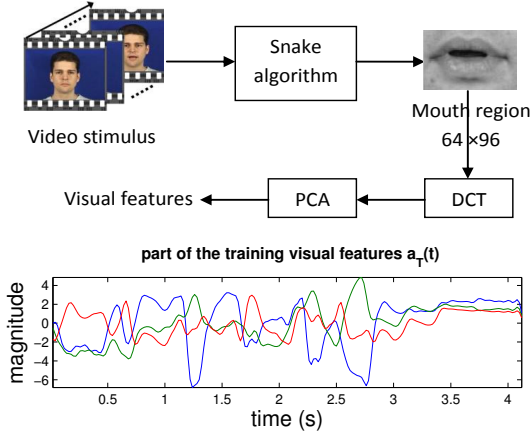 Snake
algorithm
Video stimulus
Mouth region
64 ×96
Visual features
PCA
DCT
part of the training visual features a_T(t)
magnitude
4
2
0
-2
-4
-6
0.5
1
1.5
2
2.5
3
3.5
4
time (s)